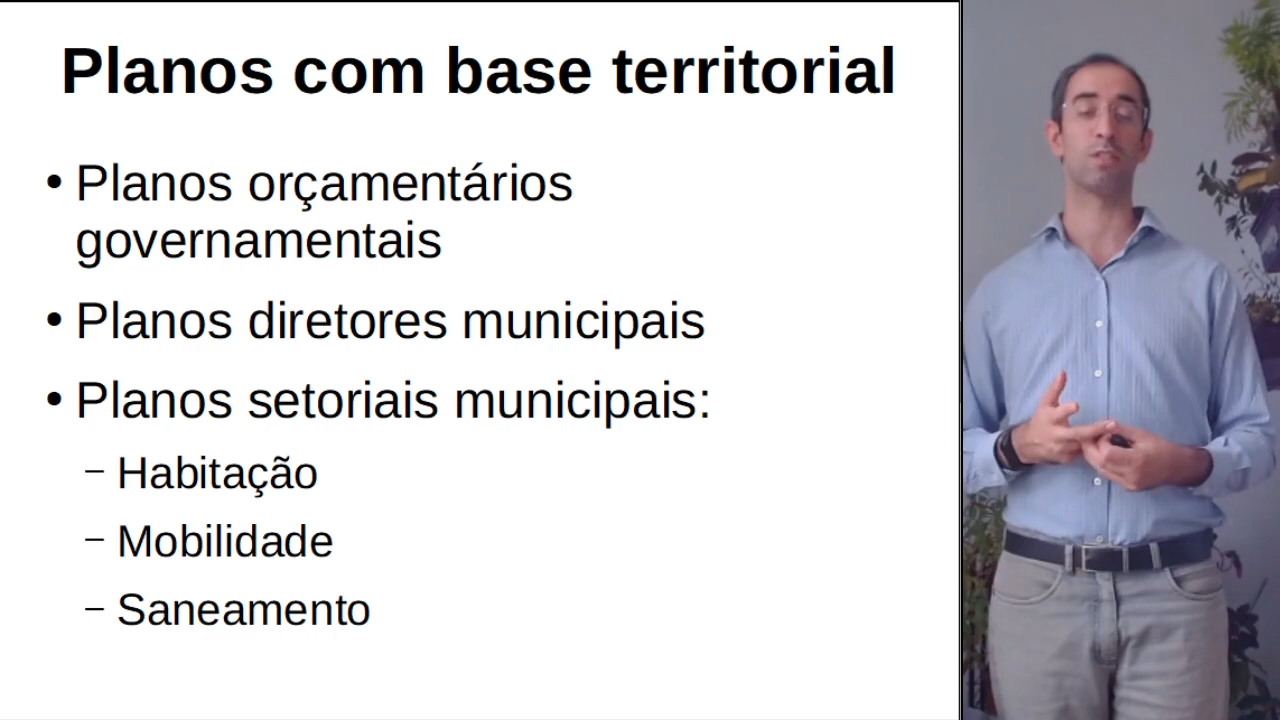 Planos com base territorial
• Planos orçamentários
governamentais
• Planos diretores municipais
• Planos setoriais municipais:
– Habitação
– Mobilidade
– Saneamento